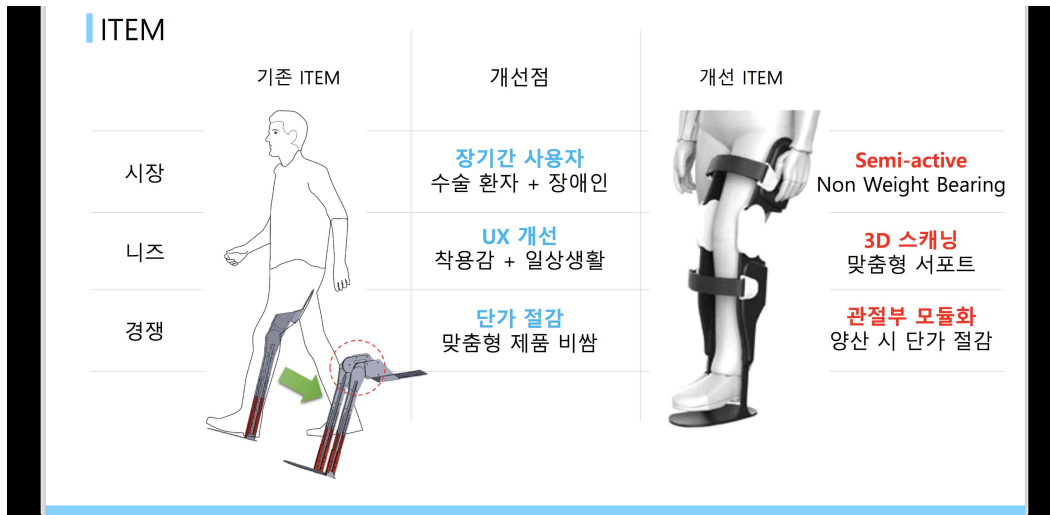 ITEM
기존 ITEM
개선점
개선 ITEM
시장
장기간 사용자
수술 환자 + 장애인
Semi-active
Non Weight Bearing
니즈
UX 개선
착용감 + 일상생활
3D 스캐닝
맞춤형 서포트
경쟁
단가 절감
맞춤형 제품 비쌈
관절부 모듈화
양산 시 단가 절감